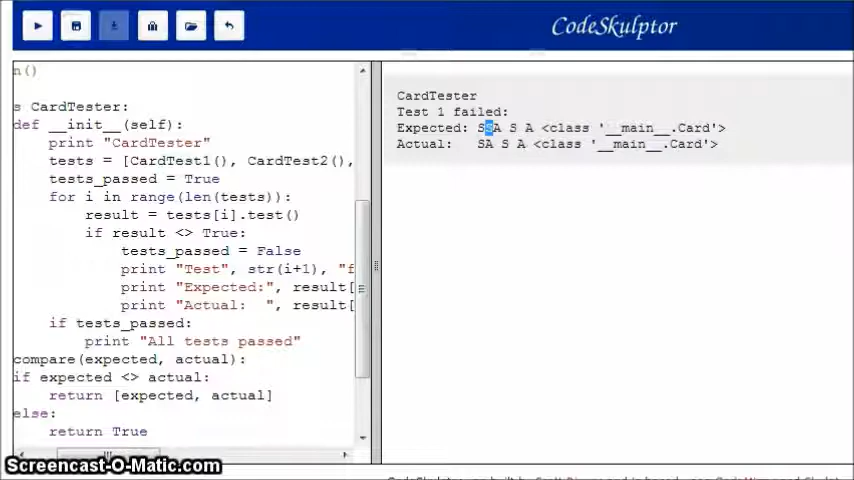 CodeSkulptor
n()
s CardTester:
def __init__(self):
print "CardTester"
tests = [CardTest1(), CardTest2(),
tests_passed = True
for i in range(len(tests)):
result = tests[i].test()
if result <> True:
tests_passed = False
print "Test", str(i+1), "f
print "Expected:", result[
print "Actual:  ", result[
if tests_passed:
print "All tests passed"
compare(expected, actual):
if expected <> actual:
return [expected, actual]
else:
return True
CardTester
Test 1 failed:
Expected: SSA S A <class '__main__.Card'>
Actual:   SA S A <class '__main__.Card'>
Screencast-O-Matic.com